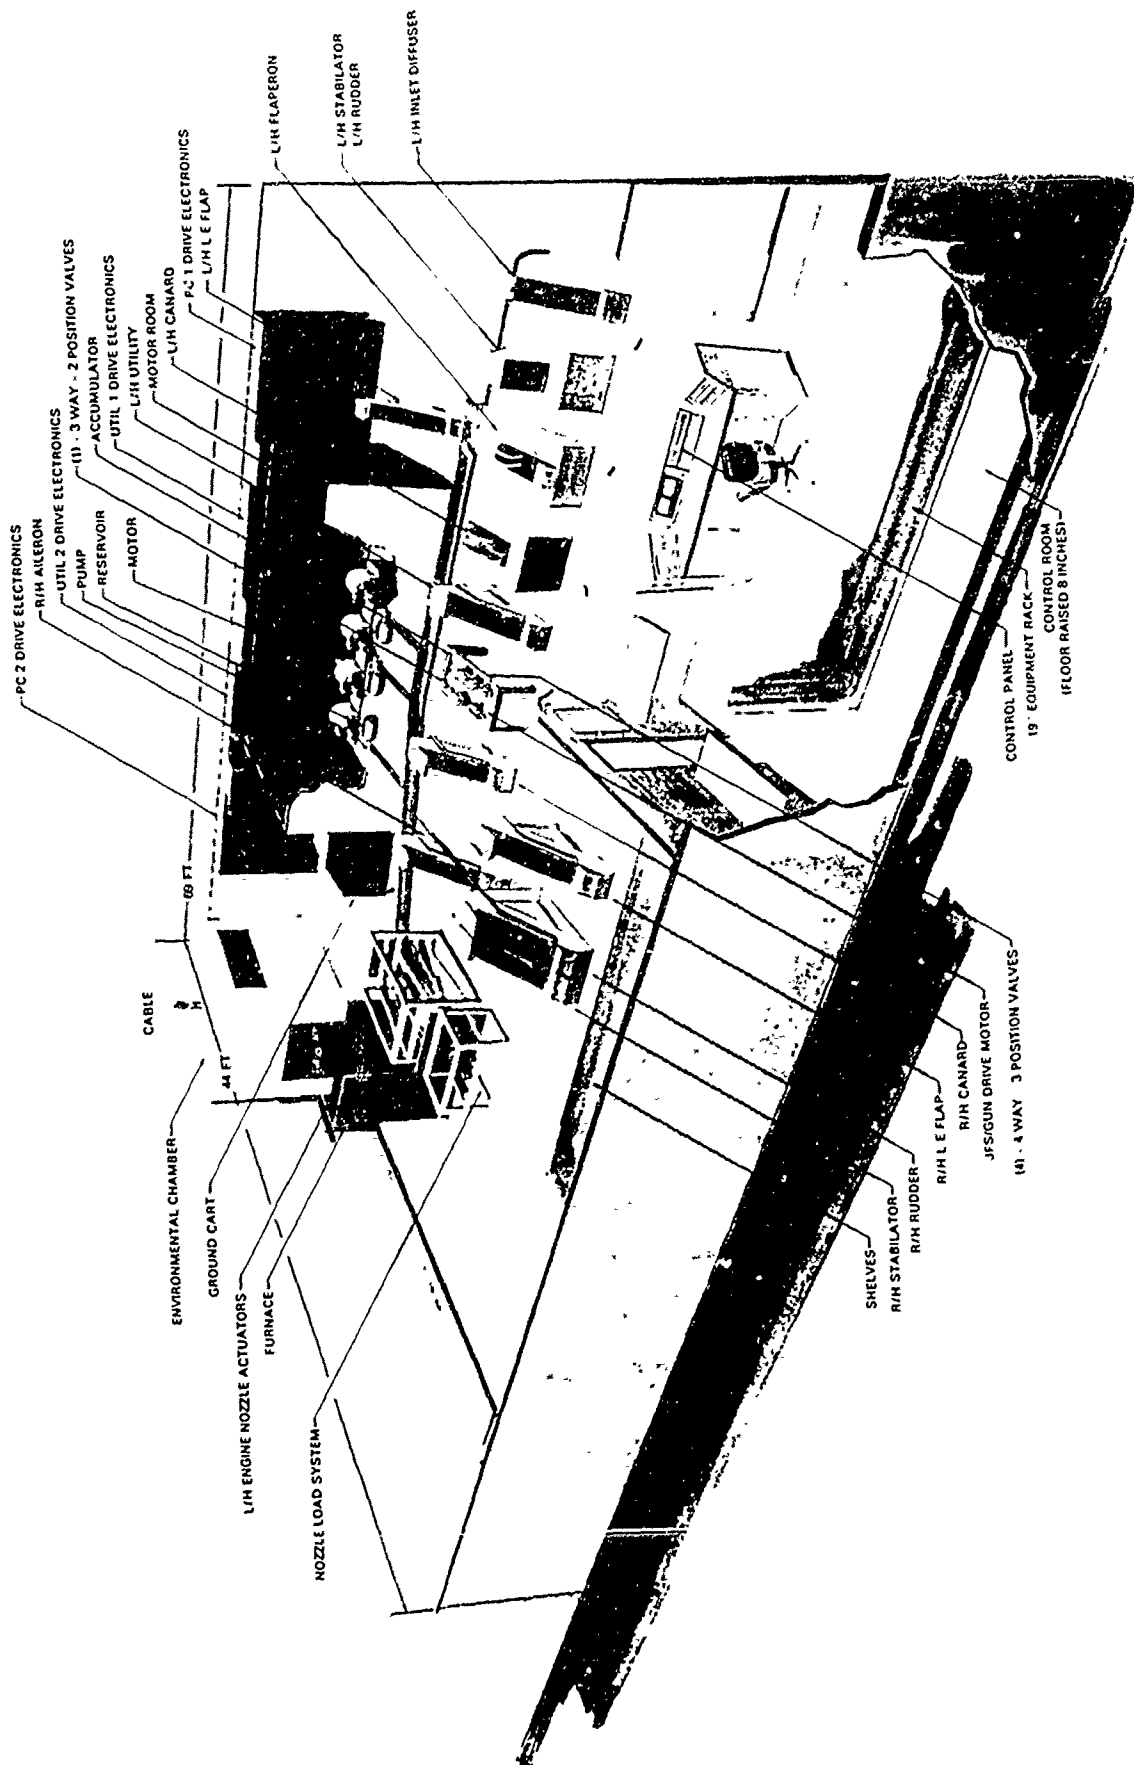 PC 2 DRIVE ELECTRONICS
R/H AILERON
UTIL 2 DRIVE ELECTRONICS
PUMP
RESERVOIR
MOTOR
(1) - 3 WAY - 2 POSITION VALVES
ACCUMULATOR
UTIL 1 DRIVE ELECTRONICS
L/H UTILITY
MOTOR ROOM
L/H CANARD
PC 1 DRIVE ELECTRONICS
L/H L E FLAP
L/H FLAPERON
L/H STABILATOR
L/H RUDDER
L/H INLET DIFFUSER
69 FT
CABLE
44 FT
ENVIRONMENTAL CHAMBER
GROUND CART
L/H ENGINE NOZZLE ACTUATORS
FURNACE
NOZZLE LOAD SYSTEM
SHELVES
R/H STABILATOR
R/H RUDDER
R/H L E FLAP
R/H CANARD
JFS/GUN DRIVE MOTOR
(4) - 4 WAY 3 POSITION VALVES
CONTROL PANEL
19" EQUIPMENT RACK
CONTROL ROOM
(FLOOR RAISED 8 INCHES)